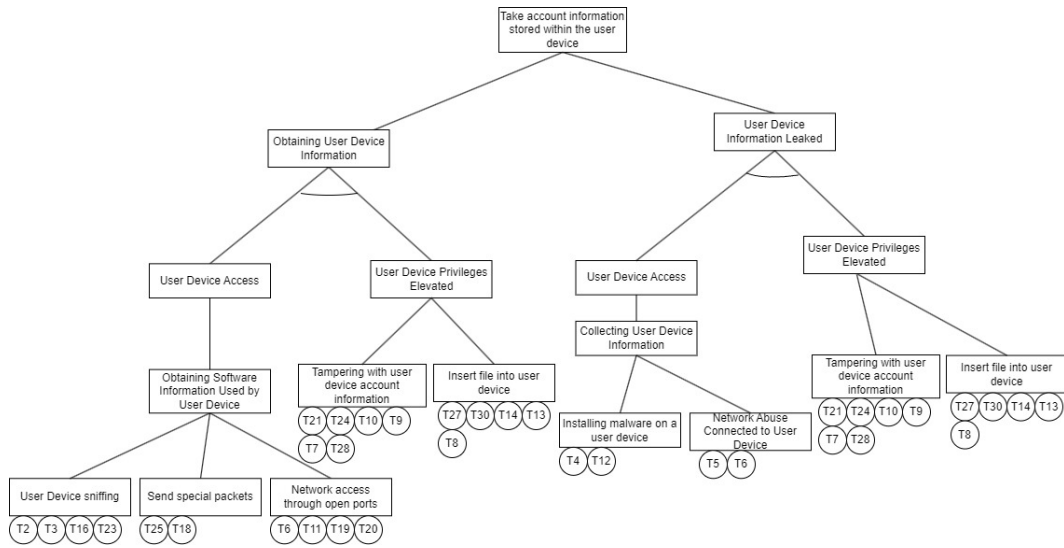 Take account information
stored within the user
device
Obtaining User Device
Information
User Device
Information Leaked
User Device Access
User Device Privileges
Elevated
User Device Access
User Device Privileges
Elevated
Collecting User Device
Information
Obtaining Software
Information Used by
User Device
Tampering with user
device account
information
T21 T24 T10 T9
T7 T28
Insert file into user
device
T27 T30 T14 T13
T8
Installing malware on a
user device
T4 T12
Network Abuse
Connected to User
Device
T5 T6
Tampering with user
device account
information
T21 T24 T10 T9
T7 T28
Insert file into user
device
T27 T30 T14 T13
T8
User Device sniffing
T2 T3 T16 T23
Send special packets
T25 T18
Network access
through open ports
T6 T11 T19 T20